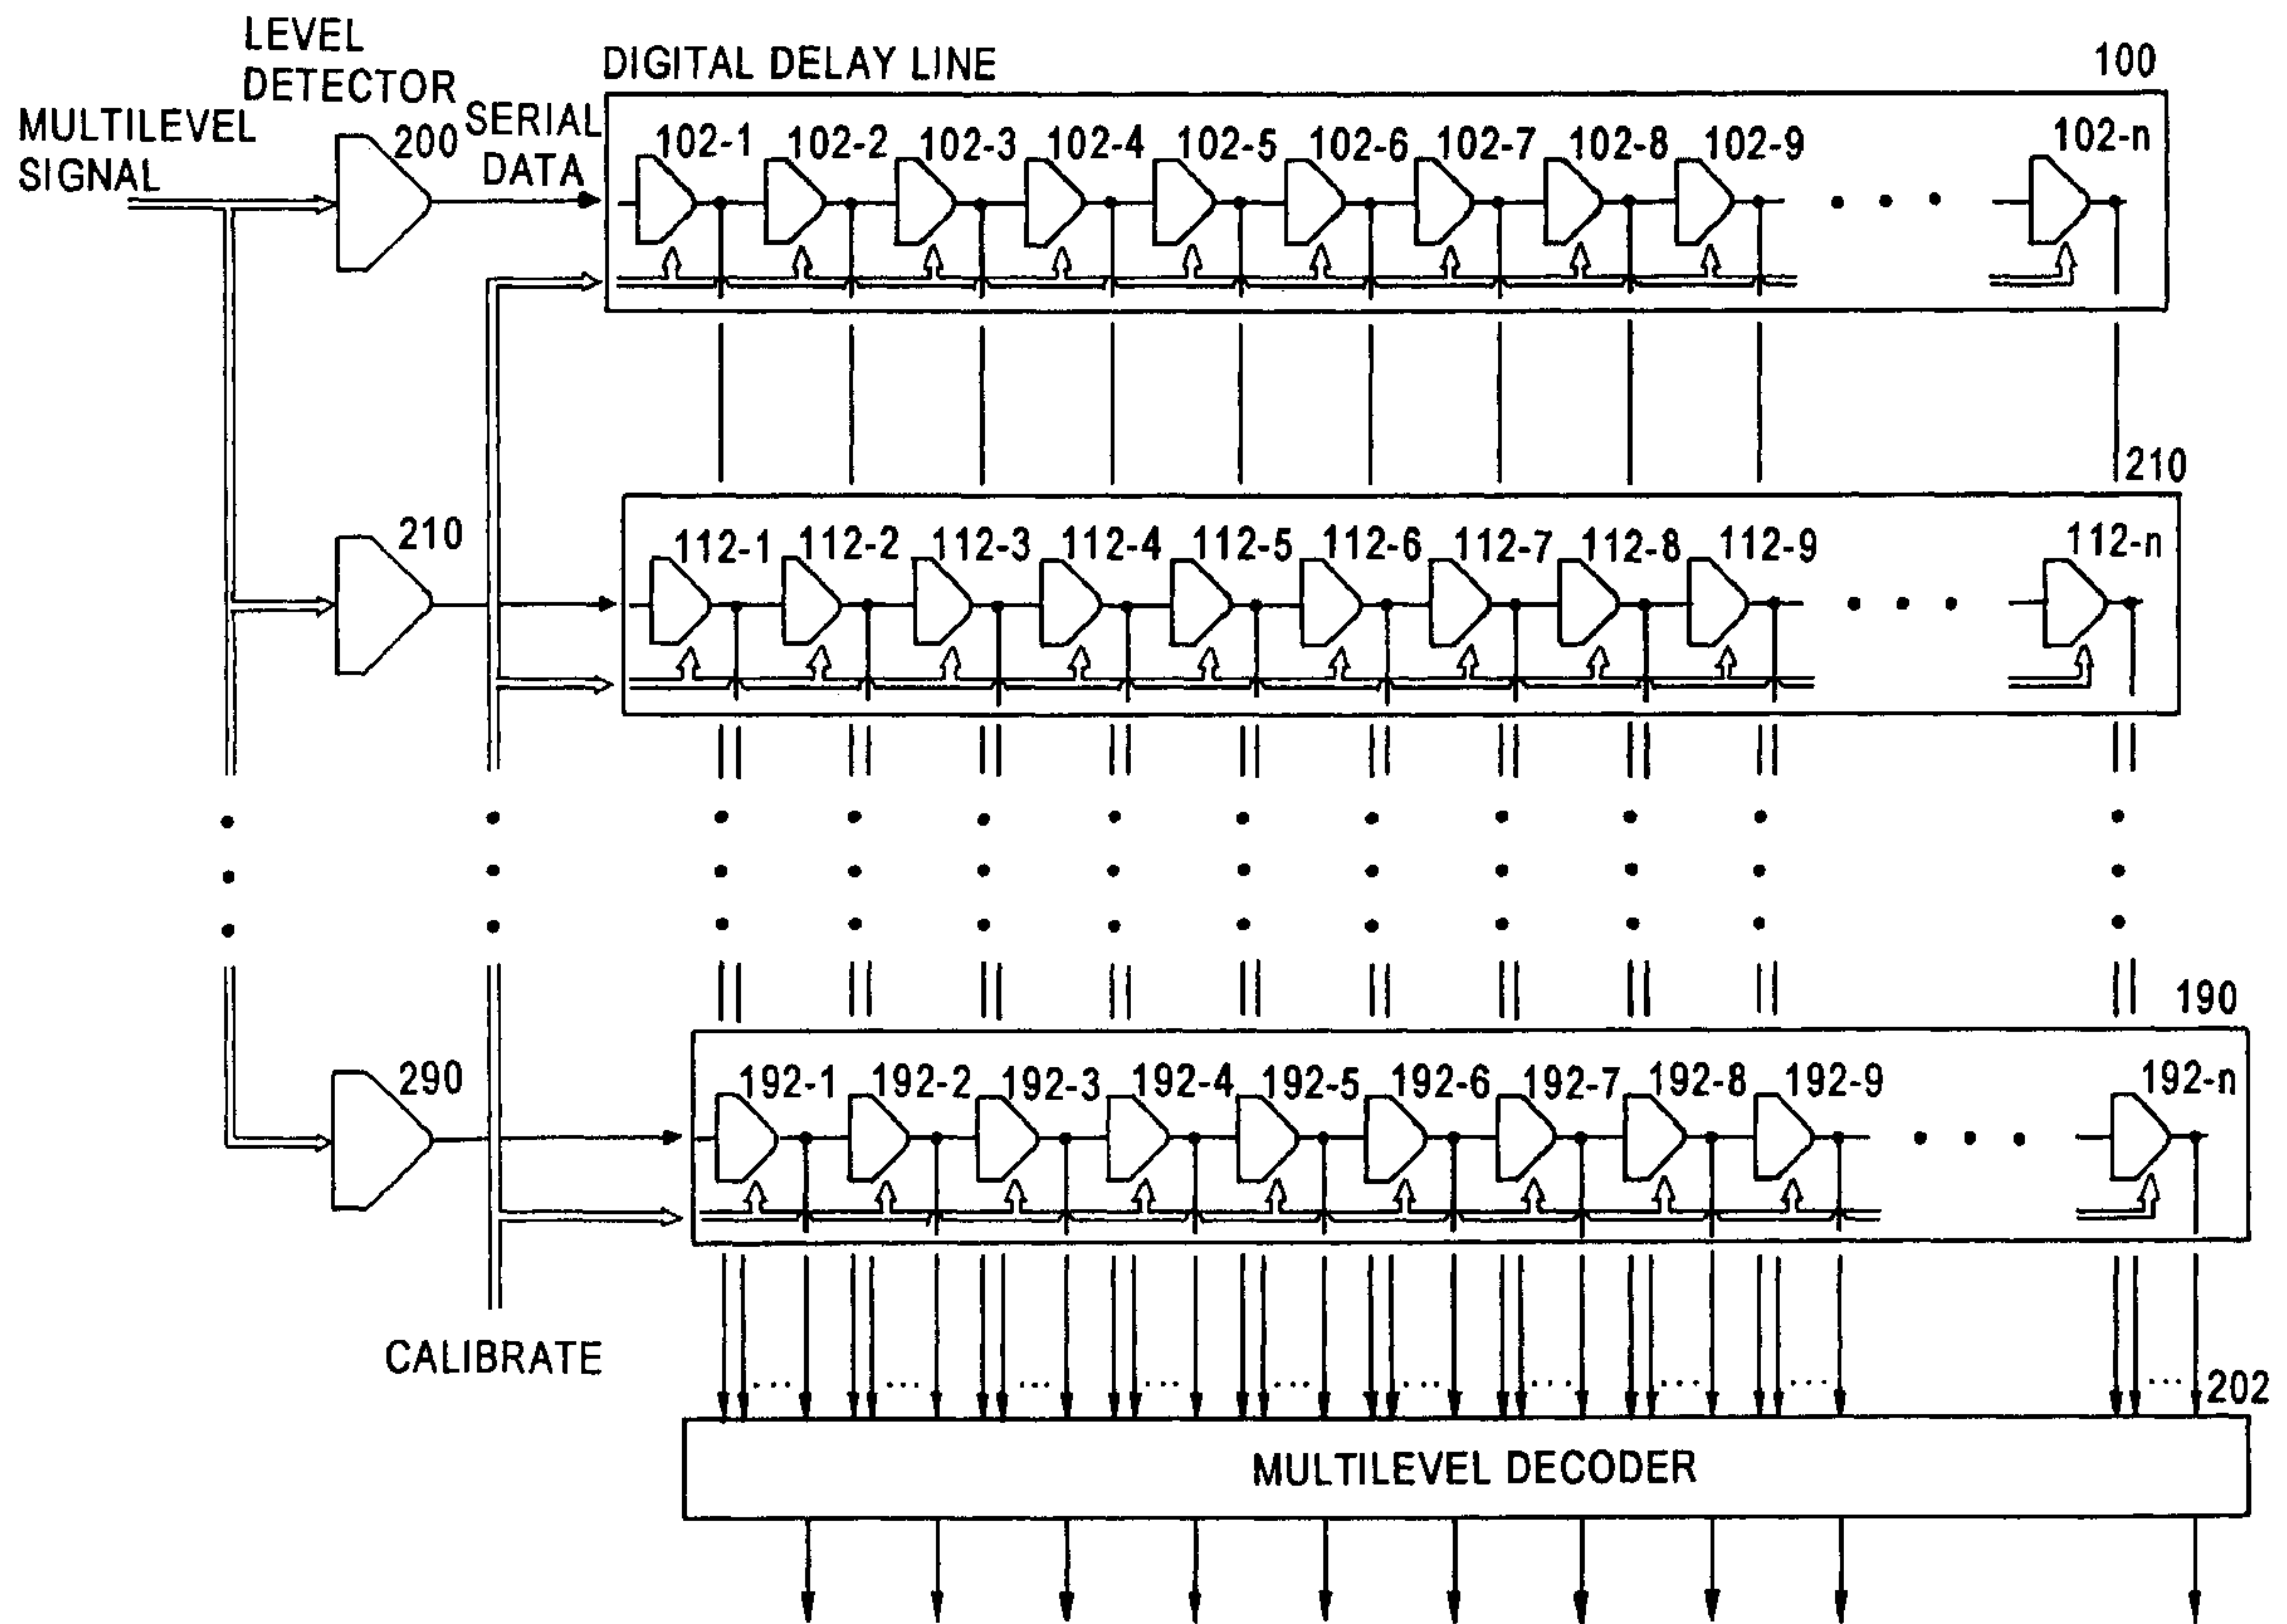 LEVEL
DETECTOR
DIGITAL DELAY LINE
100
MULTILEVEL
SIGNAL
200
SERIAL
DATA
102-1 102-2 102-3 102-4 102-5 102-6 102-7 102-8 102-9 • • • 102-n
210
210
112-1 112-2 112-3 112-4 112-5 112-6 112-7 112-8 112-9 • • • 112-n
190
290
192-1 192-2 192-3 192-4 192-5 192-6 192-7 192-8 192-9 • • • 192-n
CALIBRATE
... ... ... ... ... ... ... ... ... ...
202
MULTILEVEL DECODER